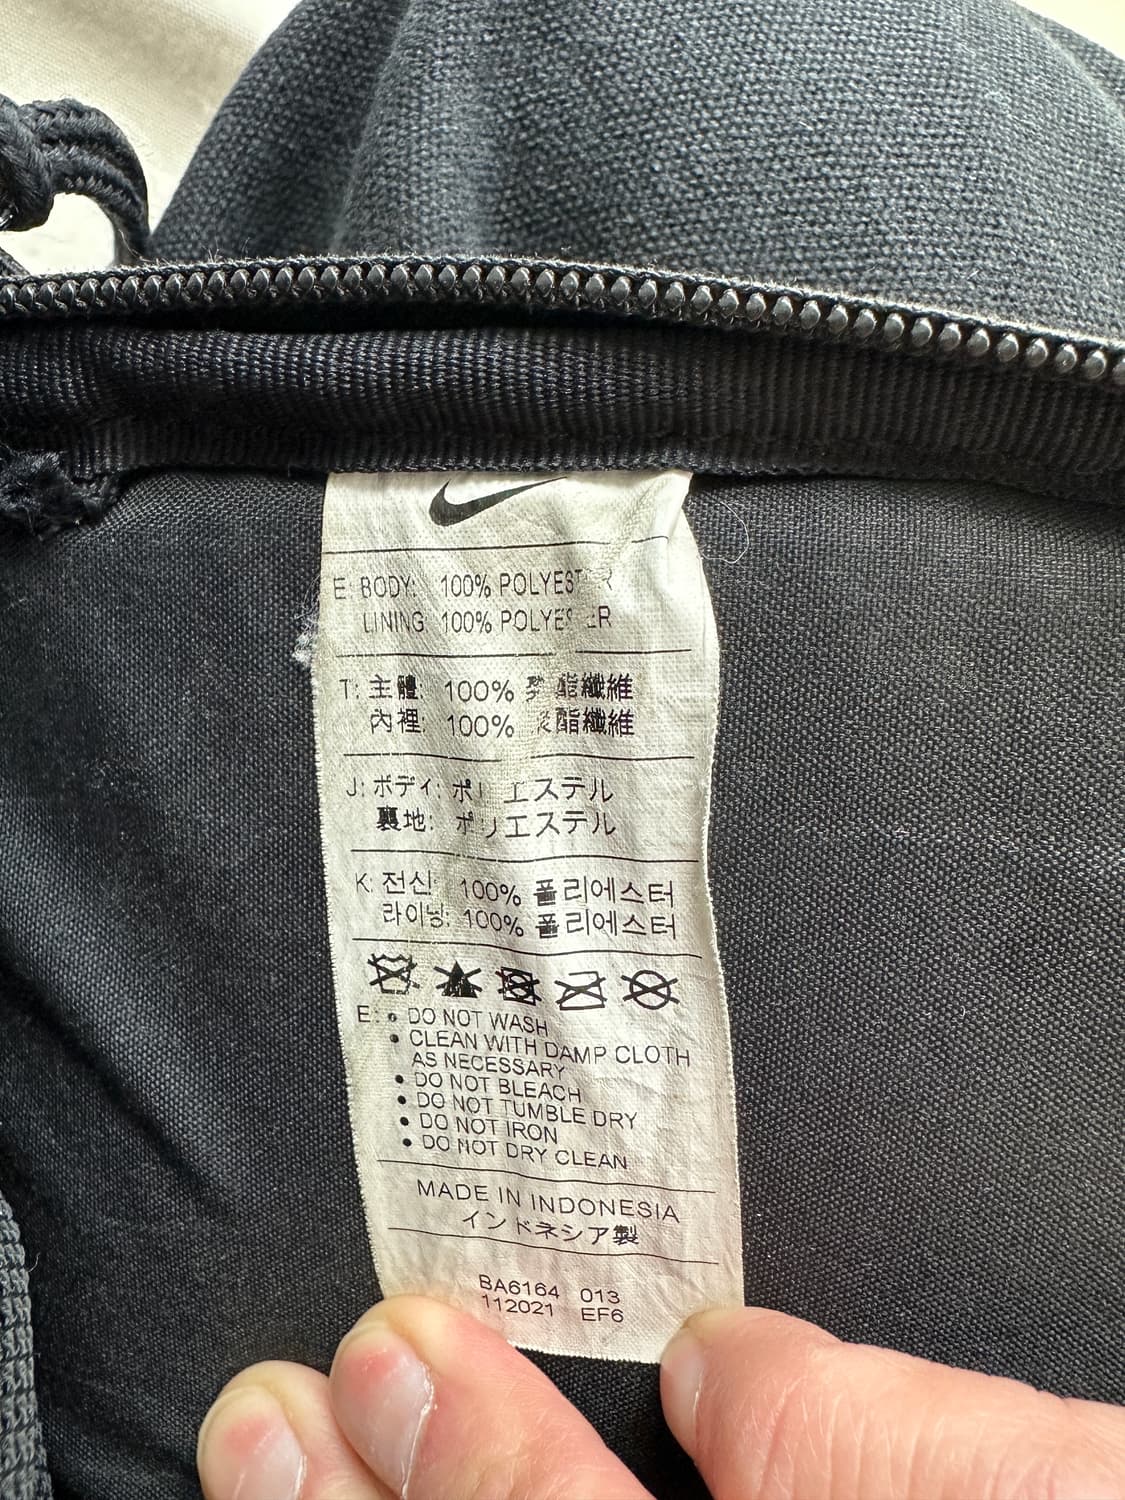 E: BODY: 100% POLYESTER
LINING: 100% POLYESTER
T: 主體: 100% 聚酯纖維
內裡: 100% 聚酯纖維
J: ボディ: ポリエステル
裏地: ポリエステル
K: 전신: 100% 폴리에스터
라이닝: 100% 폴리에스터
E: • DO NOT WASH
• CLEAN WITH DAMP CLOTH
AS NECESSARY
• DO NOT BLEACH
• DO NOT TUMBLE DRY
• DO NOT IRON
• DO NOT DRY CLEAN
MADE IN INDONESIA
インドネシア製
BA6164 013
112021 EF6